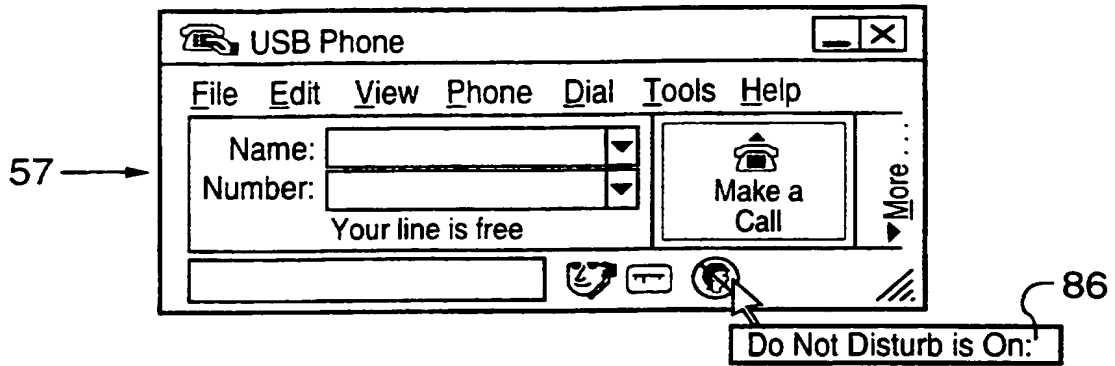 USB Phone
File Edit View Phone Dial Tools Help
Name:
Number:
Your line is free
Make a
Call
More....
57
86
Do Not Disturb is On: